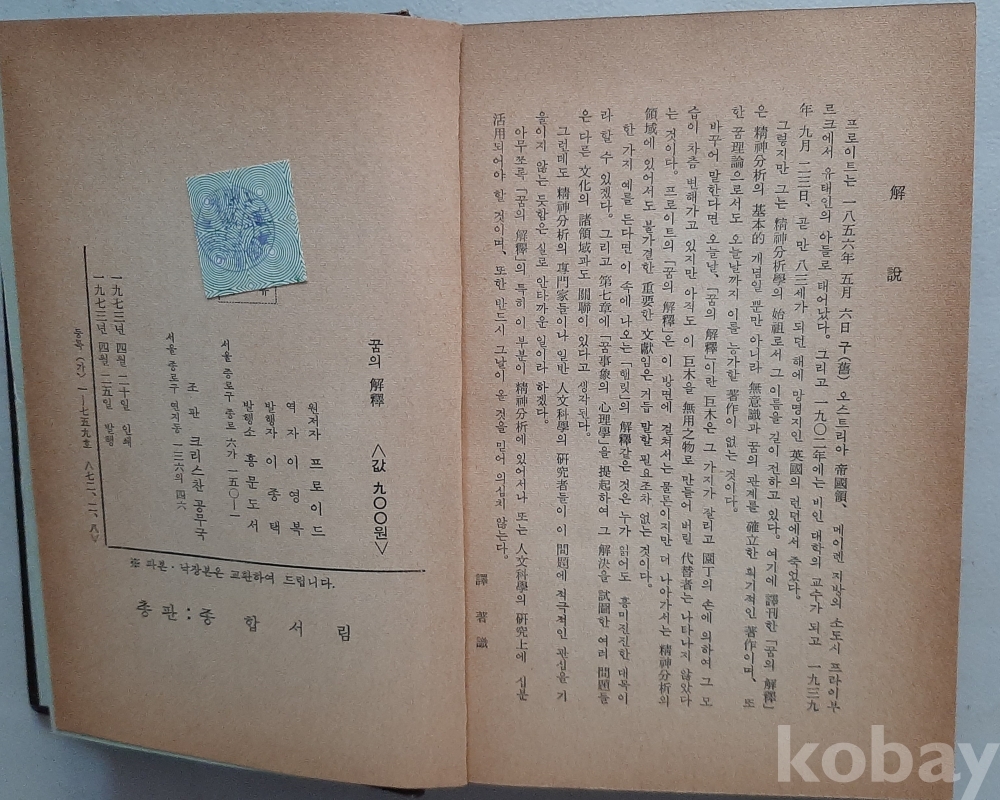 解說
프로이트는 一八五六年 五月 六日 구(舊) 오스트리아 帝國領、 메이렌 지방의 소도시 프라이부
르크에서 유태인의 아들로 태어났다。 그리고 一九〇二年에는 비인 대학의 교수가 되고 一九三九
年 九月 二三日、 곧 만 八三세가 되던 해에 망명지인 英國의 런던에서 죽었다。
그렇지만 그는 精神分析學의 始祖로서 그 이름을 길이 전하고 있다。 여기에 譯刊한 「꿈의 解釋」
은 精神分析의 基本的 개념일 뿐만 아니라 無意識과 꿈의 관계를 確立한 획기적인 著作이며、 또
한 꿈理論으로서도 오늘날까지 이를 능가할 著作이 없는 것이다。
바꾸어 말한다면 오늘날、 「꿈의 解釋」이란 巨木은 그 가지가 잘리고 園丁의 손에 의하여 그 모
습이 차츰 변해가고 있지만 아직도 이 巨木을 無用之物로 만들어 버릴 代替者는 나타나지 않았다
는 것이다。 프로이트의 「꿈의 解釋」은 이 방면에 걸쳐서는 물론이지만 더 나아가서는 精神分析의
領域에 있어서도 불가결한、 중요한 文獻임은 거듭 말할 필요조차 없는 것이다。
한 가지 예를 든다면 이 속에 나오는 「햄릿」의 解釋같은 것은 누가 읽어도 흥미진진한 대목이
라 할 수 있겠다。 그리고 第七章에 「꿈事象의 心理學」을 提起하여 그 解決을 試圖한 여러 問題들
은 다른 文化의 諸領域과도 關聯이 있다고 생각된다。
그런데도 精神分析의 專門家들이나 일반 人文科學의 硏究者들이 이 問題에 적극적인 관심을 기
울이지 않는 듯함은 실로 안타까운 일이라 하겠다。
아무쪼록 「꿈의 解釋」의 특히 이 부분이 精神分析에 있어서나 또는 人文科學의 硏究上에 십분
活用되어야 할 것이며、 또한 반드시 그날이 올 것을 믿어 의심치 않는다。
譯著識
꿈의 解釋 〈값 九〇〇원〉
원저자 프로이드
역자 이영복
발행자 이종택
발행소 흥문도서
서울 종로구 종로 六가 一五〇-一
조판 크리스찬 공무국
서울 종로구 연지동 一三六의 四六
一九七三년 四월 二十일 인쇄
一九七三년 四월 二五일 발행
등록 (가) 一-七五九호 八七二、二、八〉
※ 파본·낙장본은 교환하여 드립니다.
총판:종합서림
kobay